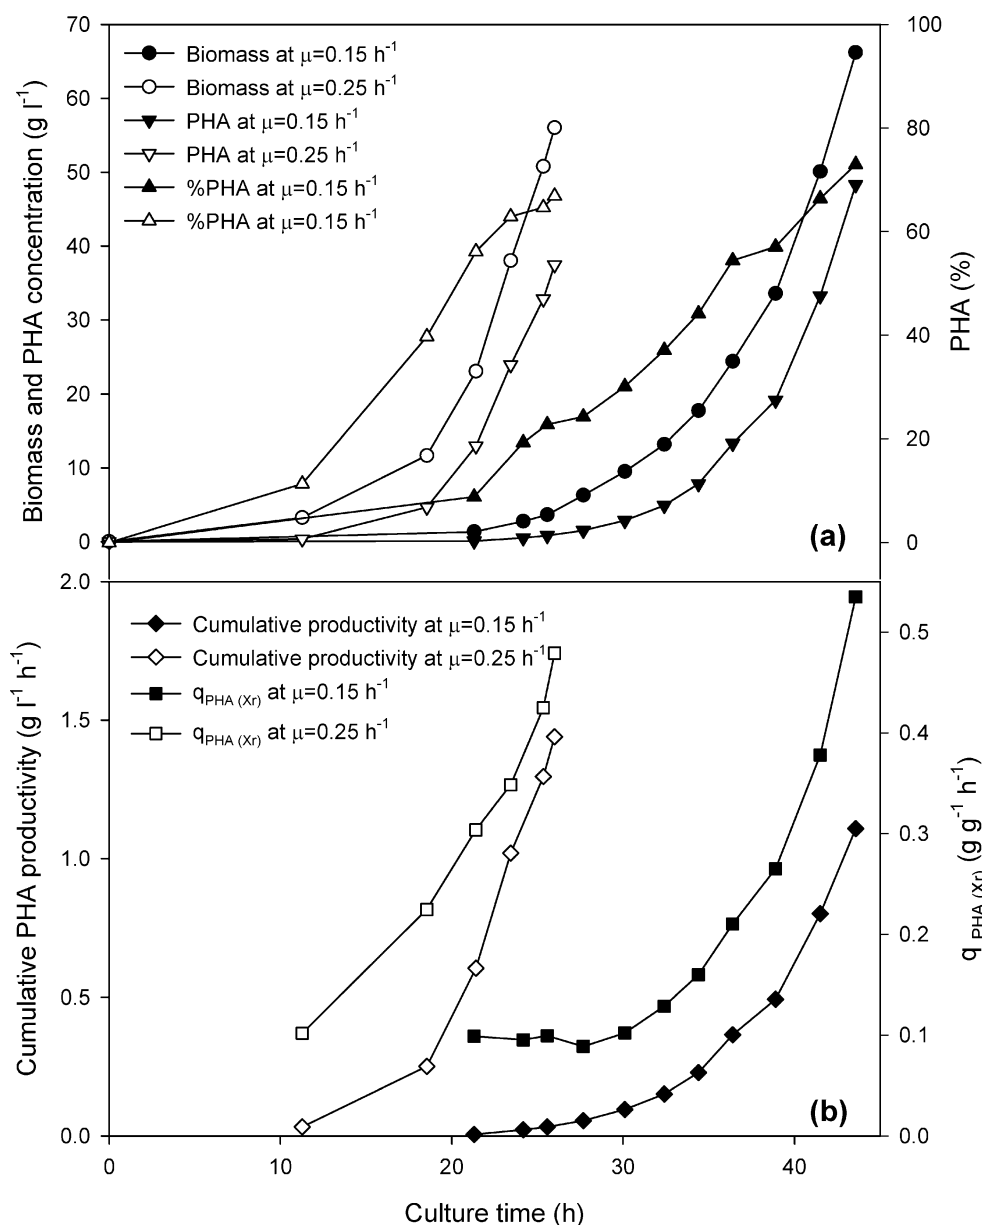 70
60
50
40
30
20
10
0
Biomass and PHA concentration (g l⁻¹)
Biomass at μ=0.15 h⁻¹
Biomass at μ=0.25 h⁻¹
PHA at μ=0.15 h⁻¹
PHA at μ=0.25 h⁻¹
%PHA at μ=0.15 h⁻¹
%PHA at μ=0.15 h⁻¹
100
80
60
40
20
0
PHA (%)
(a)
2.0
1.5
1.0
0.5
0.0
Cumulative PHA productivity (g l⁻¹ h⁻¹)
Cumulative productivity at μ=0.15 h⁻¹
Cumulative productivity at μ=0.25 h⁻¹
qPHA (Xr) at μ=0.15 h⁻¹
qPHA (Xr) at μ=0.25 h⁻¹
0.5
0.4
0.3
0.2
0.1
0.0
q PHA (Xr) (g g⁻¹ h⁻¹)
(b)
0 10 20 30 40
Culture time (h)